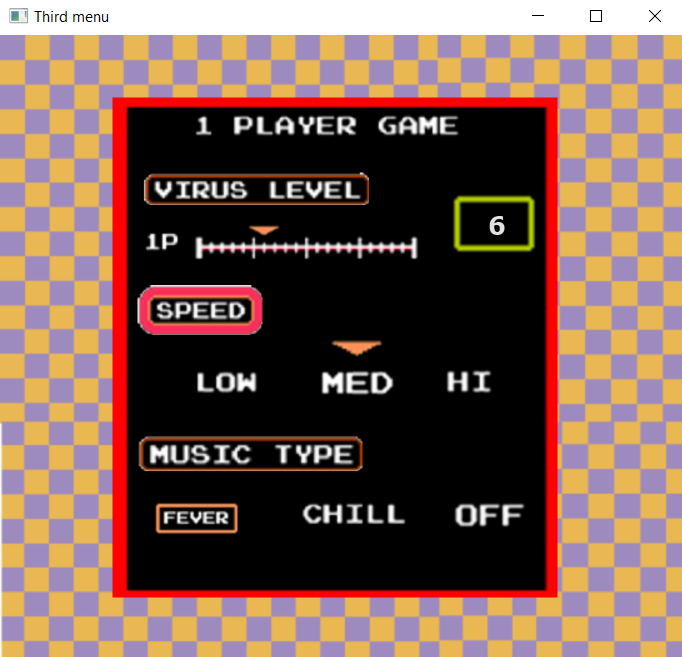 Third menu
1 PLAYER GAME
VIRUS LEVEL
1P 6
SPEED
LOW MED HI
MUSIC TYPE
FEVER CHILL OFF